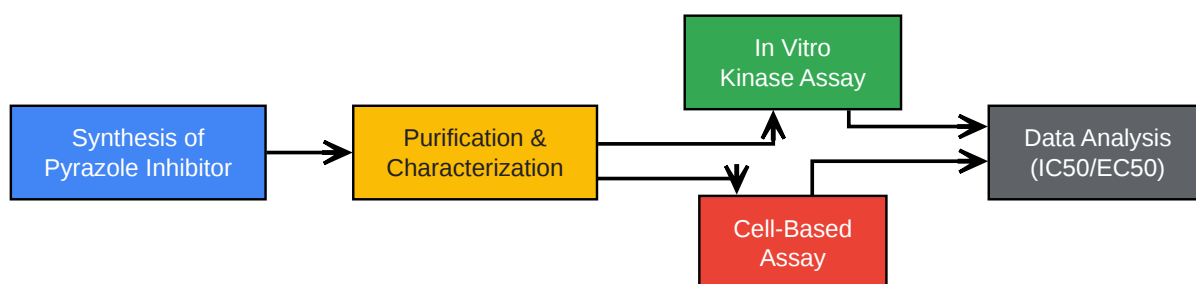 Synthesis of
Pyrazole Inhibitor
Purification &
Characterization
In Vitro
Kinase Assay
Cell-Based
Assay
Data Analysis
(IC50/EC50)